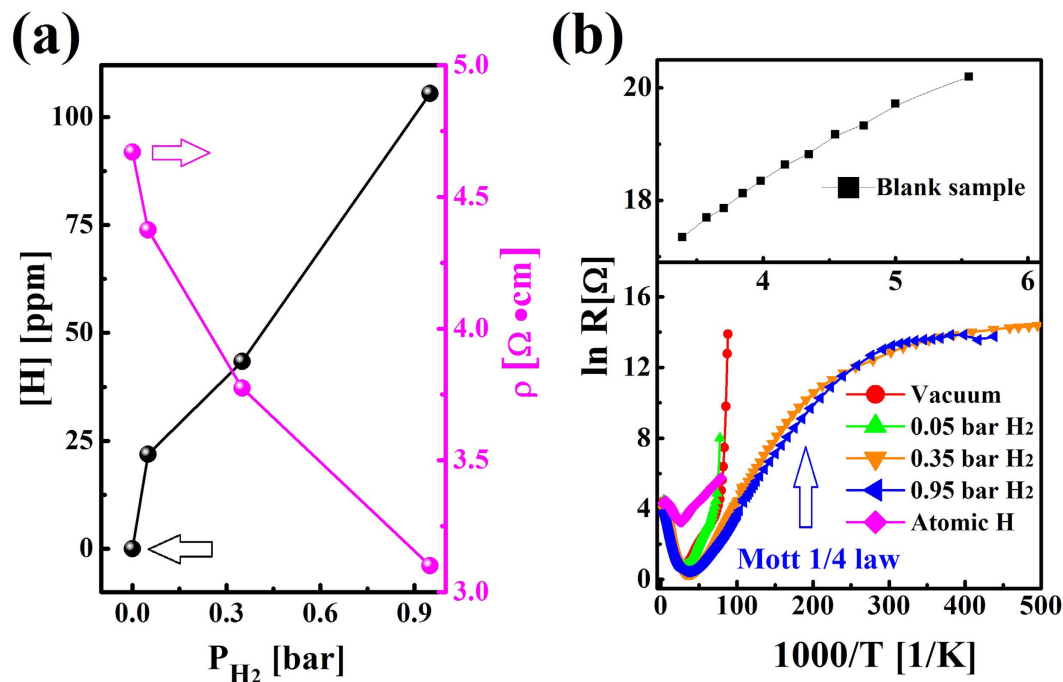 (a)
100
75
50
25
0
[H] [ppm]
5.0
4.5
4.0
3.5
3.0
ρ [Ω •cm]
0.0
0.3
0.6
0.9
P_H2 [bar]
(b)
20
18
Blank sample
4
5
6
ln R[Ω]
16
12
8
4
0
Vacuum
0.05 bar H2
0.35 bar H2
0.95 bar H2
Atomic H
Mott 1/4 law
0
100
200
300
400
500
1000/T [1/K]